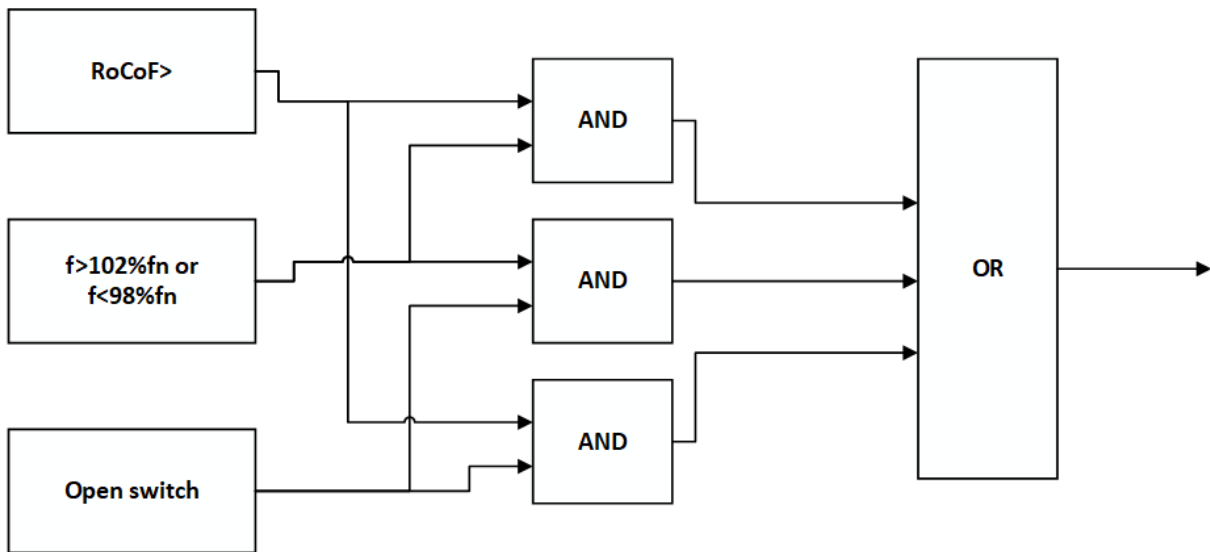 RoCoF>
AND
f>102%fn or
f<98%fn
AND
OR
AND
Open switch